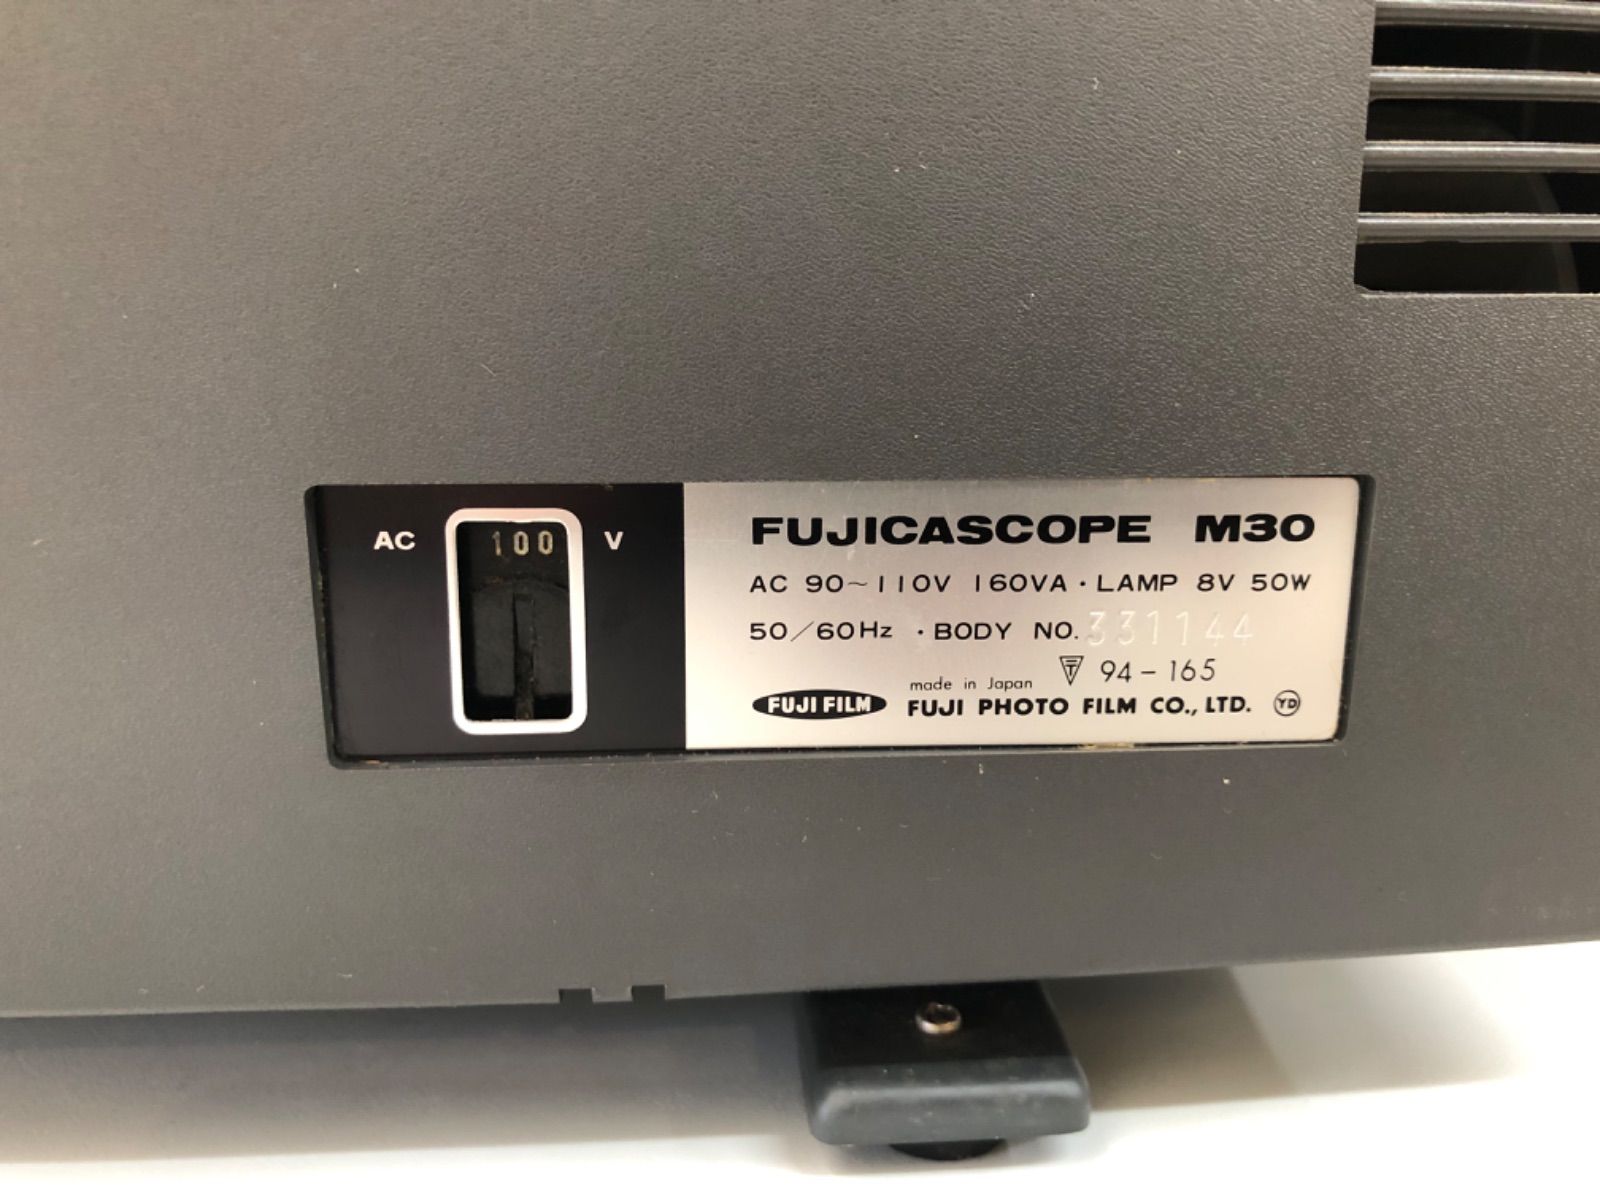 AC 100 V
FUJICASCOPE M30
AC 90~110V 160VA · LAMP 8V 50W
50/60Hz · BODY NO. 331144
made in Japan 〒 94-165
FUJI FILM FUJI PHOTO FILM CO., LTD. YD